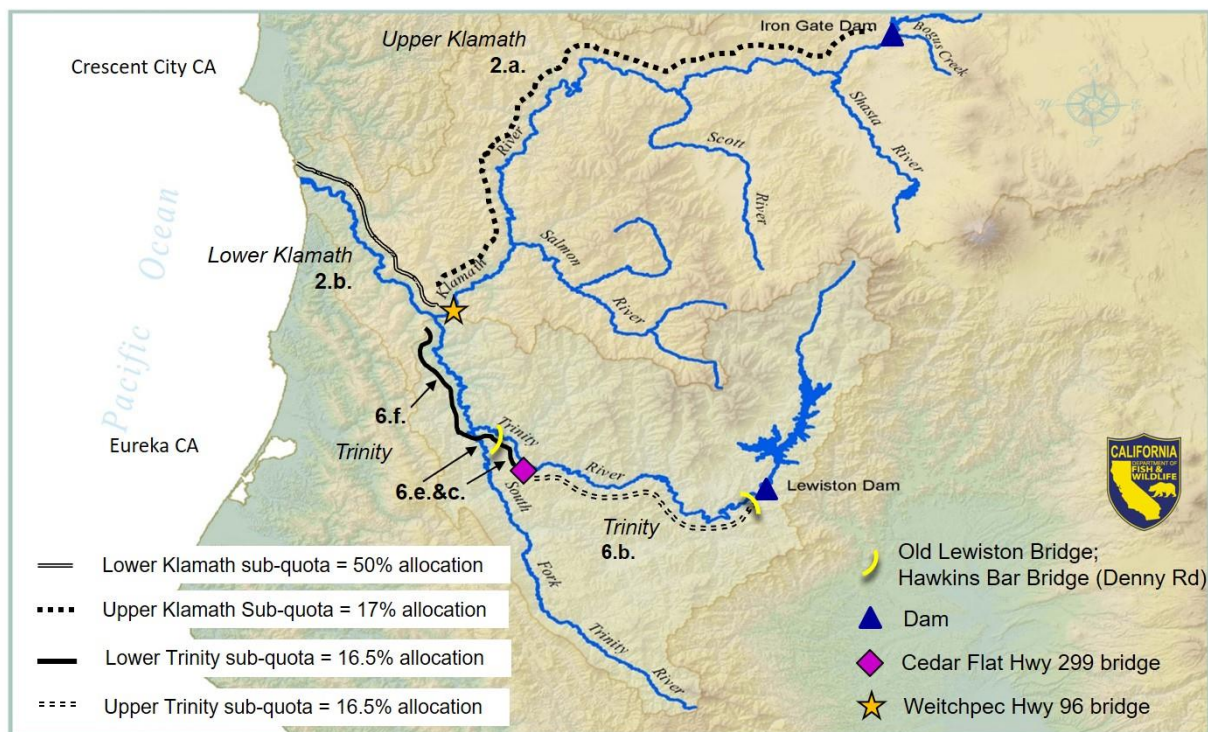 Iron Gate Dam
Bogus Creek
Upper Klamath
2.a.
Crescent City CA
Shasta
River
River
Scott
River
Pacific Ocean
Lower Klamath
2.b.
Klamath
Salmon
River
6.f.
Eureka CA
Trinity
Trinity
6.e.&c.
River
South
Fork
Trinity
River
Lewiston Dam
Trinity
6.b.
CALIFORNIA
DEPARTMENT OF
FISH &
WILDLIFE
Lower Klamath sub-quota = 50% allocation
Upper Klamath Sub-quota = 17% allocation
Lower Trinity sub-quota = 16.5% allocation
Upper Trinity sub-quota = 16.5% allocation
Old Lewiston Bridge;
Hawkins Bar Bridge (Denny Rd)
Dam
Cedar Flat Hwy 299 bridge
Weitchpec Hwy 96 bridge